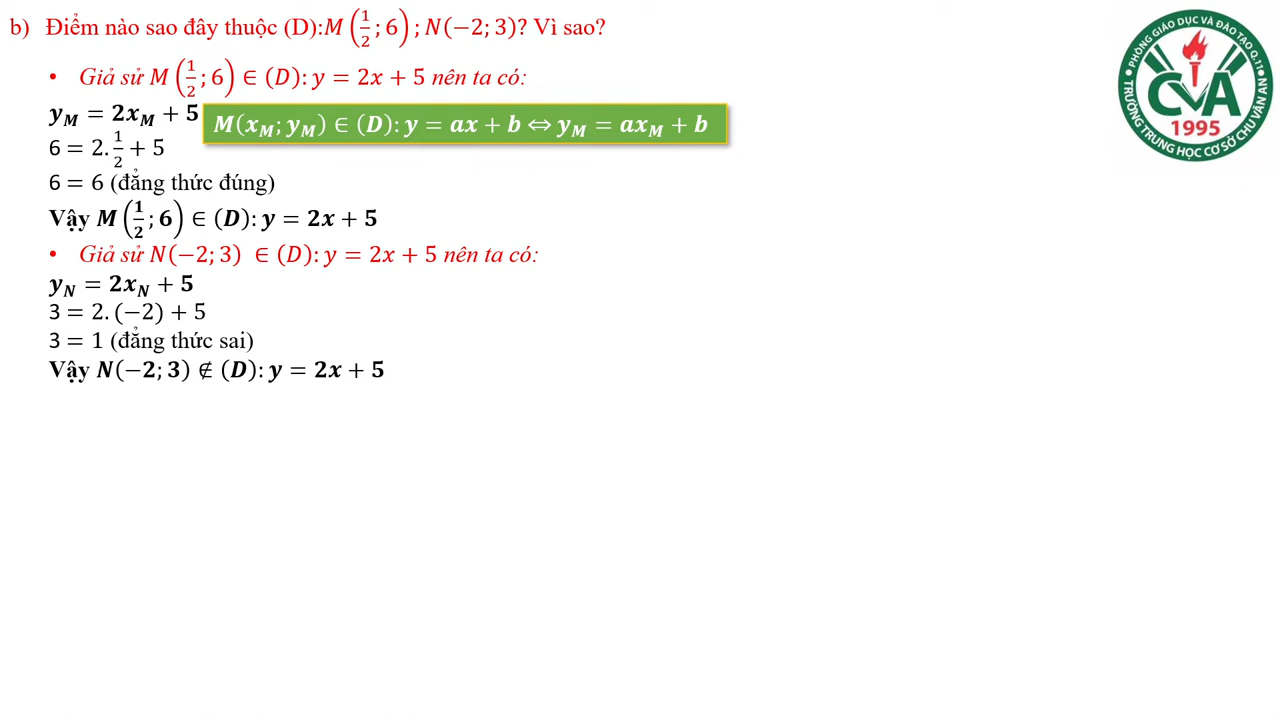 b) Điểm nào sao đây thuộc (D): M(1/2; 6); N(−2; 3)? Vì sao?
• Giả sử M(1/2; 6) ∈ (D): y = 2x + 5 nên ta có:
y_M = 2x_M + 5
M(x_M; y_M) ∈ (D): y = ax + b ⇔ y_M = ax_M + b
6 = 2. 1/2 + 5
6 = 6 (đẳng thức đúng)
Vậy M(1/2; 6) ∈ (D): y = 2x + 5
• Giả sử N(−2; 3) ∈ (D): y = 2x + 5 nên ta có:
y_N = 2x_N + 5
3 = 2. (−2) + 5
3 = 1 (đẳng thức sai)
Vậy N(−2; 3) ∉ (D): y = 2x + 5
PHÒNG GIÁO DỤC VÀ ĐÀO TẠO Q.11
CVA
1995
TRƯỜNG TRUNG HỌC CƠ SỞ CHU VĂN AN